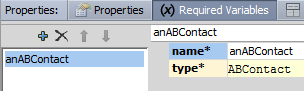 Properties: Properties (x) Required Variables
anABContact
anABContact
name* anABContact
type* ABContact